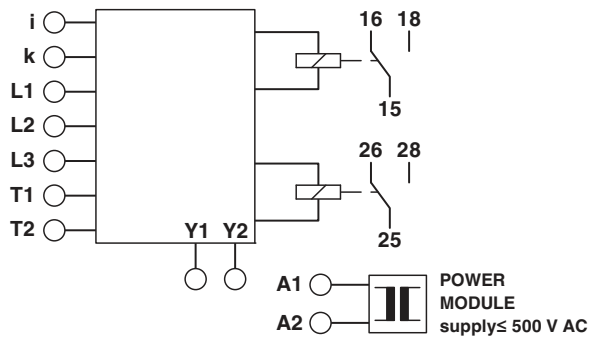 i
k
L1
L2
L3
T1
T2
Y1 Y2
16 18
15
26 28
25
A1
A2
POWER
MODULE
supply≤ 500 V AC